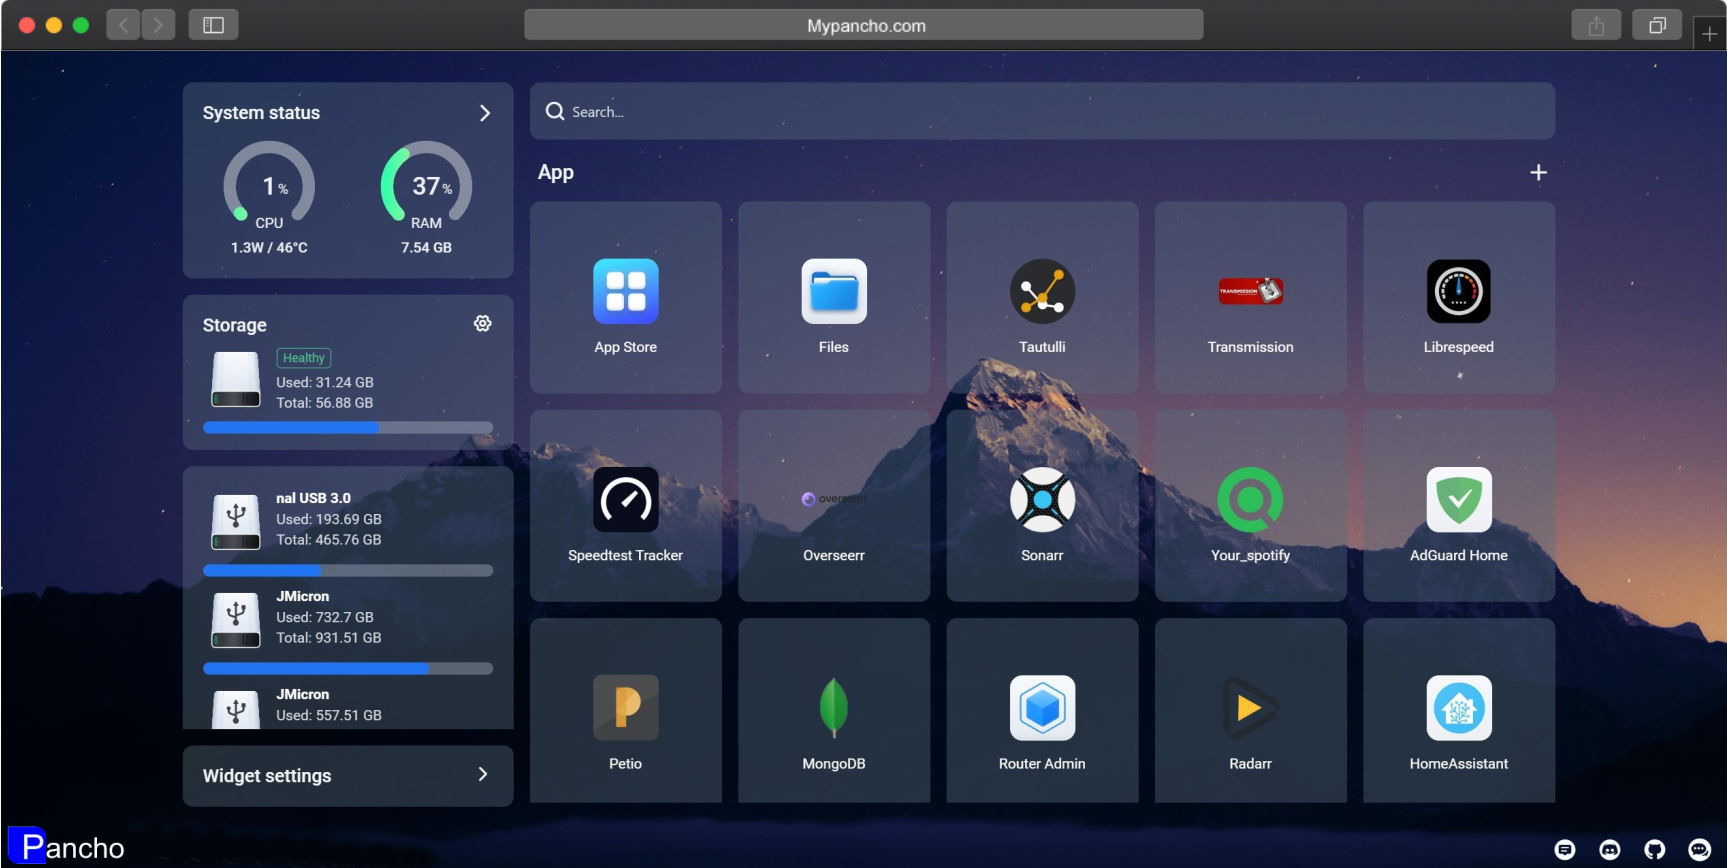 Mypancho.com
System status
1%
CPU
1.3W / 46°C
37%
RAM
7.54 GB
Storage
Healthy
Used: 31.24 GB
Total: 56.88 GB
nal USB 3.0
Used: 193.69 GB
Total: 465.76 GB
JMicron
Used: 732.7 GB
Total: 931.51 GB
JMicron
Used: 557.51 GB
Widget settings
Search...
App
App Store
Files
Tautulli
TRANSMISSION
Transmission
Librespeed
Speedtest Tracker
overseerr
Overseerr
Sonarr
Your_spotify
AdGuard Home
P
Petio
MongoDB
Router Admin
Radarr
HomeAssistant
Pancho